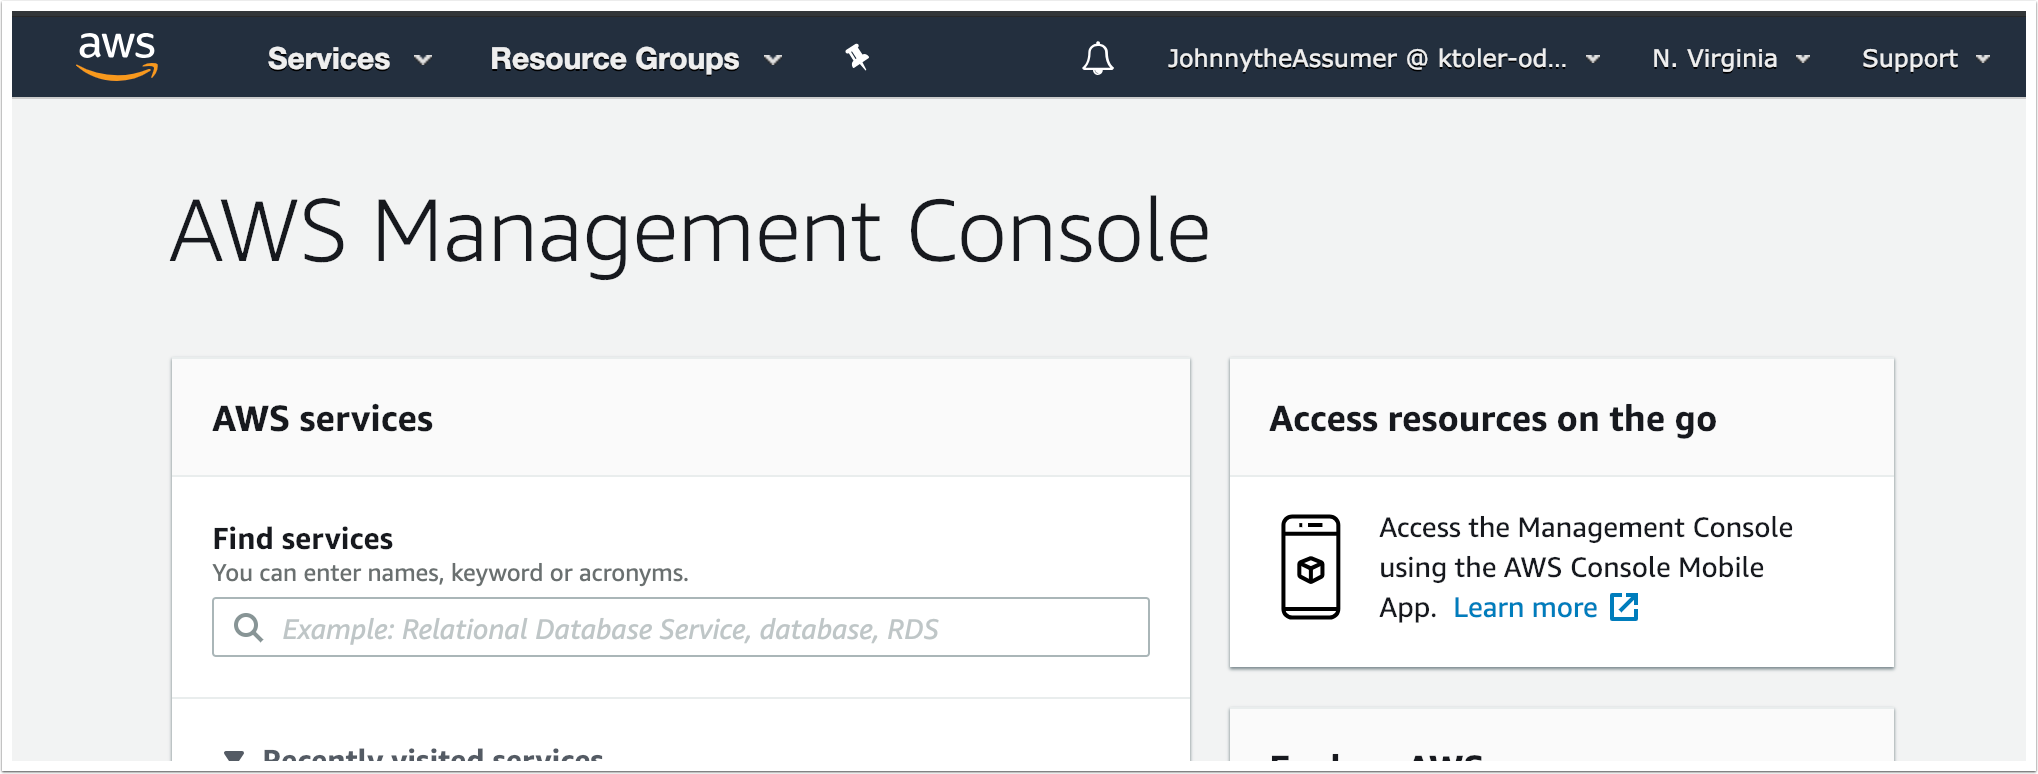 aws Services Resource Groups JohnnytheAssumer @ ktoler-od... N. Virginia Support
AWS Management Console
AWS services
Find services
You can enter names, keyword or acronyms.
Example: Relational Database Service, database, RDS
Recently visited services
Access resources on the go
Access the Management Console
using the AWS Console Mobile
App. Learn more
Explore AWS